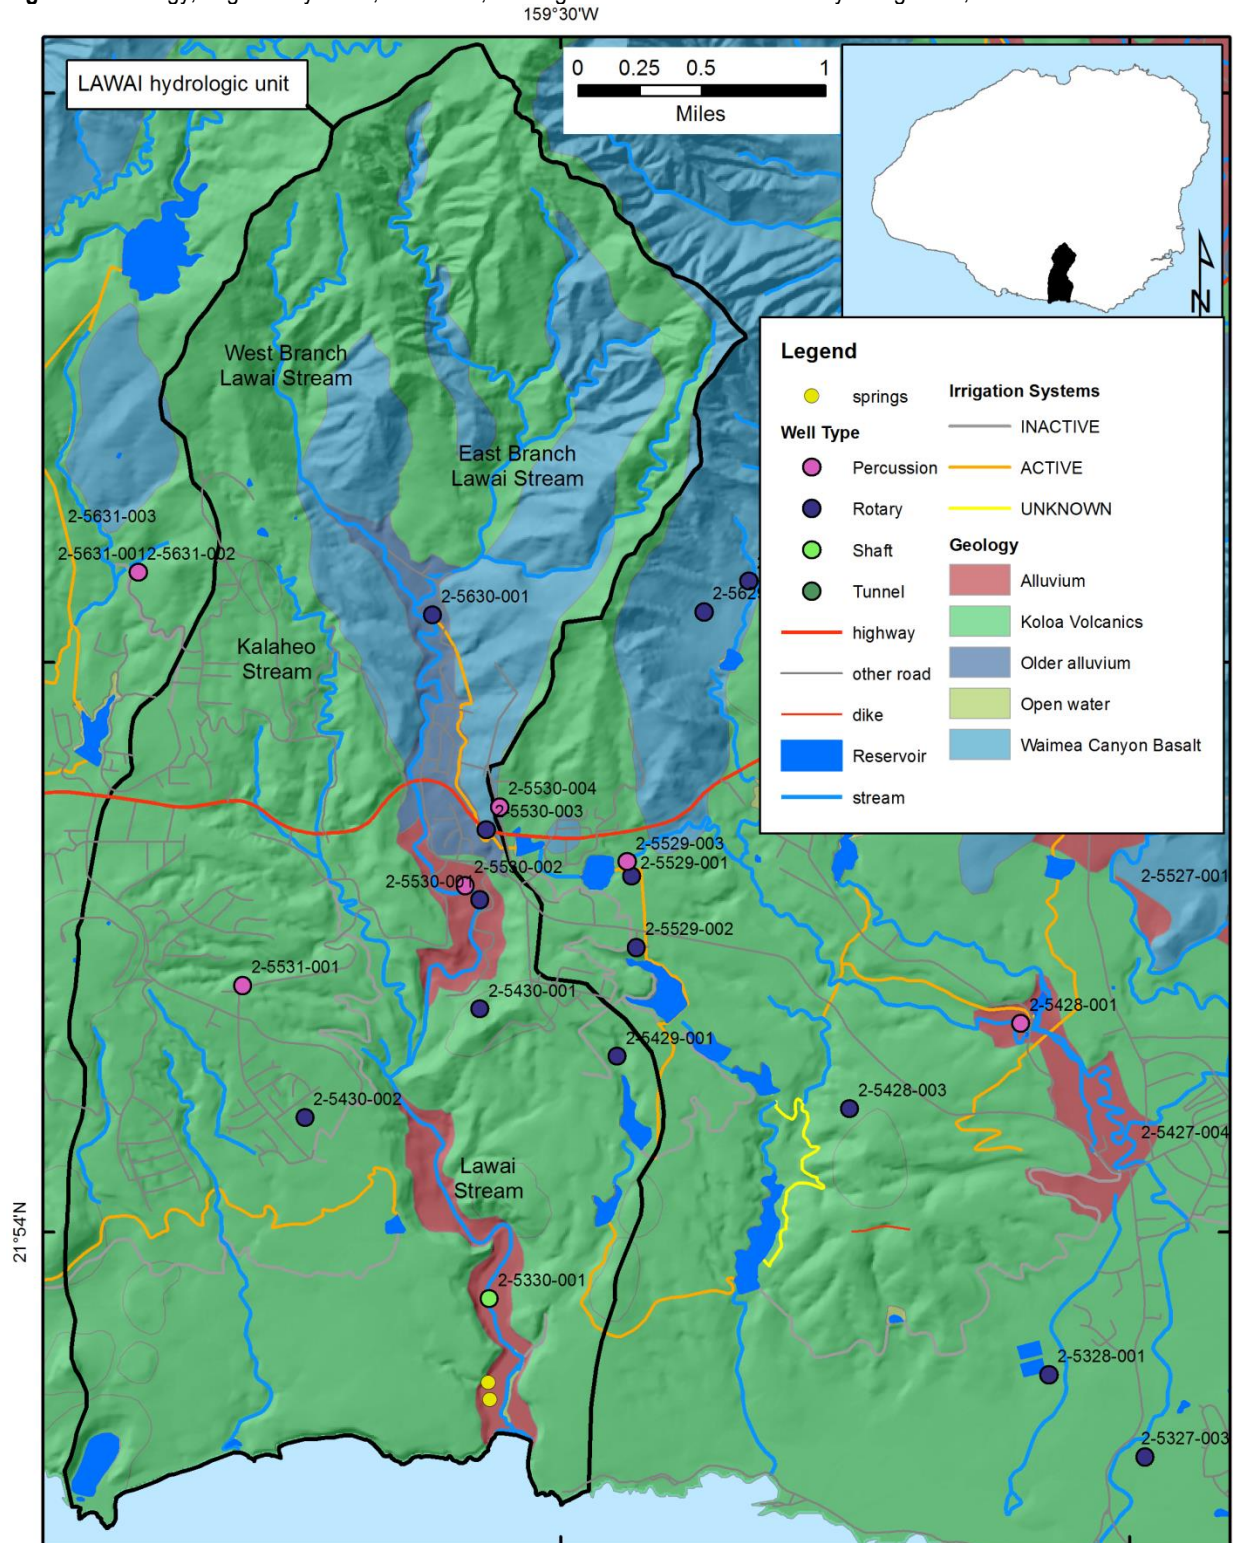 159°30'W
LAWAI hydrologic unit
0 0.25 0.5 1
Miles
West Branch
Lawai Stream
East Branch
Lawai Stream
2-5631-003
2-5631-0012-5631-002
2-5630-001
2-562
Kalaheo
Stream
2-5530-004
2-5530-003
2-5530-002
2-5530-001
2-5529-003
2-5529-001
2-5529-002
2-5527-001
2-5531-001
2-5430-001
2-5429-001
2-5428-001
2-5430-002
2-5428-003
2-5427-004
Lawai
Stream
21°54'N
2-5330-001
2-5328-001
2-5327-003
N
Legend
springs
Well Type
Percussion
Rotary
Shaft
Tunnel
highway
other road
dike
Reservoir
stream
Irrigation Systems
INACTIVE
ACTIVE
UNKNOWN
Geology
Alluvium
Koloa Volcanics
Older alluvium
Open water
Waimea Canyon Basalt